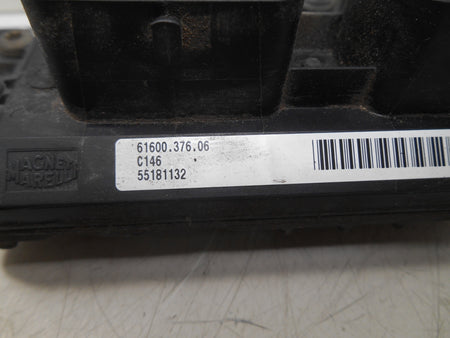 MAGNETI
MARELLI
61600.376.06
C146
55181132